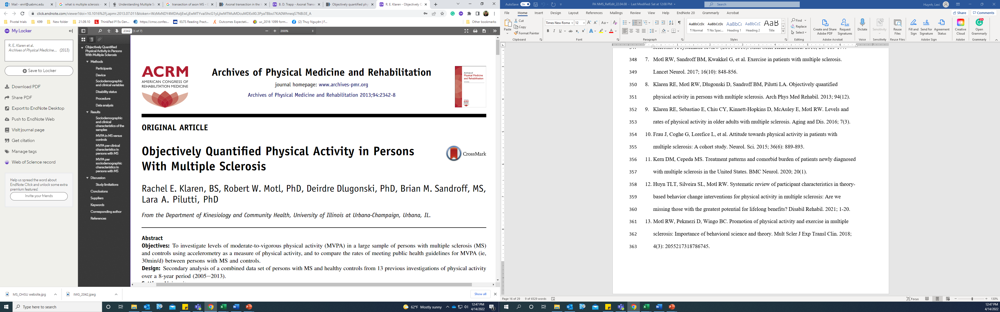 Mail - enrl@uabmc.edu
what is multiple sclerosis -
Understanding Multiple Sc
transection of axon MS - G
Axonal transection in the l
B. D. Trapp - Axonal Transe
Objectively quantified phy
R. E. Klaren - Objectively Q
Pivotal trials
K99
New folder
21.09.10
ThinkPad P15s Gen...
https://cmsc.confex...
IELTS Reading Pract...
Outcomes Expectati...
uc_2016 1099 form...
(2) Thuy Nguyên | F...
Other bookmarks
My Locker
2342 (1 of 7)
200%
R. E. Klaren et al.
Archives of Physical Medicine... (2013)
Save to Locker
Download PDF
Share PDF
Export to EndNote Desktop
Push to EndNote Web
Visit journal page
Get citation
Manage tags
Web of Science record
Help us spread the word about
EndNote Click and unlock some extra
premium features!
Invite your friends
Objectively Quantified
Physical Activity in Persons
With Multiple Sclerosis
Methods
Participants
Device
Sociodemographic
and clinical variables
Disability status
Procedure
Data analysis
Results
Sociodemographic
and clinical
characteristics of the
samples
MVPA in MS versus
controls
MVPA per clinical
characteristics in
persons with MS
MVPA per
sociodemographic
characteristics in
persons with MS
Discussion
Study limitations
Conclusions
Suppliers
Keywords
Corresponding author
References
ACRM
AMERICAN CONGRESS OF
REHABILITATION MEDICINE
Archives of Physical Medicine and Rehabilitation
journal homepage: www.archives-pmr.org
Archives of Physical Medicine and Rehabilitation 2013;94:2342-8
Archives of
Physical Medicine
and Rehabilitation
ORIGINAL ARTICLE
Objectively Quantified Physical Activity in Persons
With Multiple Sclerosis
CrossMark
Rachel E. Klaren, BS, Robert W. Motl, PhD, Deirdre Dlugonski, PhD, Brian M. Sandroff, MS,
Lara A. Pilutti, PhD
From the Department of Kinesiology and Community Health, University of Illinois at Urbana-Champaign, Urbana, IL.
Abstract
Objectives: To investigate levels of moderate-to-vigorous physical activity (MVPA) in a large sample of persons with multiple sclerosis (MS)
and controls using accelerometry as a measure of physical activity, and to compare the rates of meeting public health guidelines for MVPA (ie,
30min/d) between persons with MS and controls.
Design: Secondary analysis of a combined data set of persons with MS and healthy controls from 13 previous investigations of physical activity
over a 8-year period (2005–2013).
MS_OHSU website.jpg
IMG_2042.jpeg
Show all
Type here to search
62°F Mostly sunny
12:47 PM
4/14/2022
AutoSave On
PA NMS_RefEdit_22.04.08 - Last Modified: Sat at 12:08 PM
Search
Huynh, Lexi
File Home Insert Design Layout References Mailings Review View Help EndNote 20 Grammarly Acrobat
Share
Comments
Paste
Cut
Copy
Format Painter
Clipboard
Times New Roma
12
Font
Paragraph
AaBbCcDc
¶ Normal
AaBbCcDc
¶ No Spac...
AaBbCc
Heading 1
AaBbCcD
Heading 2
AaB
Title
Styles
Find
Replace
Select
Editing
Create and Share
Adobe PDF
Request
Signatures
Adobe Acrobat
Dictate
Voice
Sensitivity
Sensitivity
Reuse
Files
Reuse Files
Fill and
Sign
Send for
Signature
Agreement
Status
Adobe Sign
Creative
Cloud
Adobe
Open
Grammarly
Grammarly
348 7. Motl RW, Sandroff BM, Kwakkel G, et al. Exercise in patients with multiple sclerosis.
349 Lancet Neurol. 2017; 16(10): 848-856.
350 8. Klaren RE, Motl RW, Dlugonski D, Sandroff BM, Pilutti LA. Objectively quantified
351 physical activity in persons with multiple sclerosis. Arch Phys Med Rehabil. 2013; 94(12).
352 9. Klaren RE, Sebastiao E, Chiu CY, Kinnett-Hopkins D, McAuley E, Motl RW. Levels and
353 rates of physical activity in older adults with multiple sclerosis. Aging and Dis. 2016; 7(3).
354 10. Frau J, Coghe G, Lorefice L, et al. Attitude towards physical activity in patients with
355 multiple sclerosis: A cohort study. Neurol. Sci. 2015; 36(6): 889-893.
356 11. Kern DM, Cepeda MS. Treatment patterns and comorbid burden of patients newly diagnosed
357 with multiple sclerosis in the United States. BMC Neurol. 2020; 20(1).
358 12. Huyn TLT, Silveira SL, Motl RW. Systematic review of participant characteristics in theory-
359 based behavior change interventions for physical activity in multiple sclerosis: Are we
360 missing those with the greatest potential for lifelong benefits? Disabil Rehabil. 2021; 1-20.
361 13. Motl RW, Pekmezi D, Wingo BC. Promotion of physical activity and exercise in multiple
362 sclerosis: Importance of behavioral science and theory. Mult Scler J Exp Transl Clin. 2018;
363 4(3): 2055217318786745.
Page 16 of 29
9 of 6529 words
Focus
130%
12:47 PM
4/14/2022